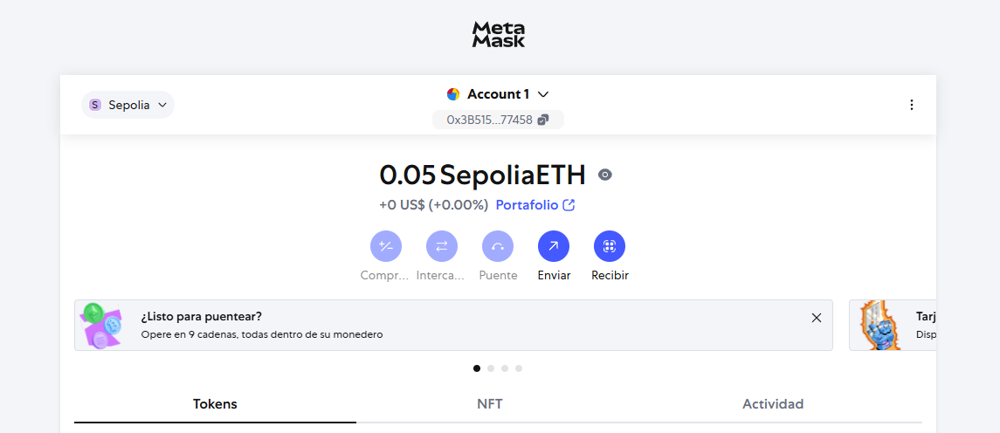 Meta
Mask
S Sepolia
Account 1
0x3B515...77458
0.05 SepoliaETH
+0 US$ (+0.00%) Portafolio
Compr... Interca... Puente Enviar Recibir
¿Listo para puentear?
Opere en 9 cadenas, todas dentro de su monedero
Tarj
Disp
Tokens NFT Actividad